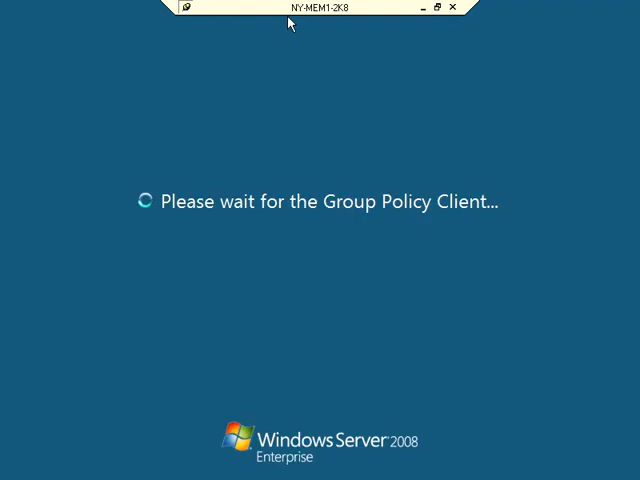 NY-MEM1-2K8
Please wait for the Group Policy Client...
Windows Server 2008
Enterprise